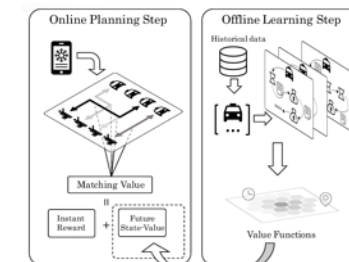 Online Planning Step
Matching Value
=
Instant
Reward
+
Future
State-Value
Offline Learning Step
Historical data
[...]
Value Functions